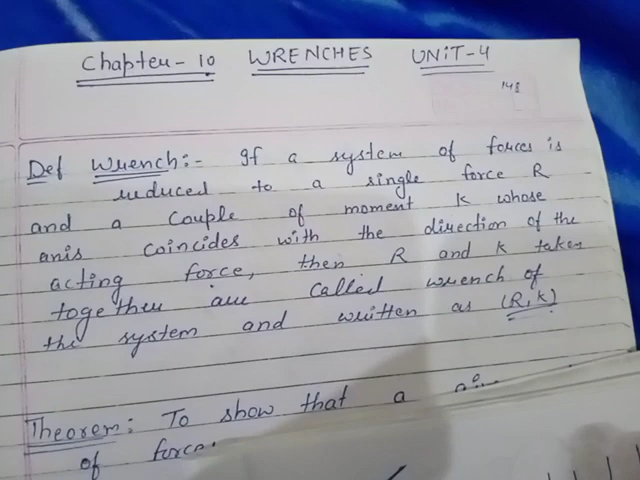 Chapter - 10 WRENCHES UNIT-4
148
Def Wrench:- If a system of forces is
reduced to a single force R
and a couple of moment K whose
axis coincides with the direction of the
acting force, then R and K taken
together are called wrench of
the system and written as (R,K)
Theorem: To show that a
of